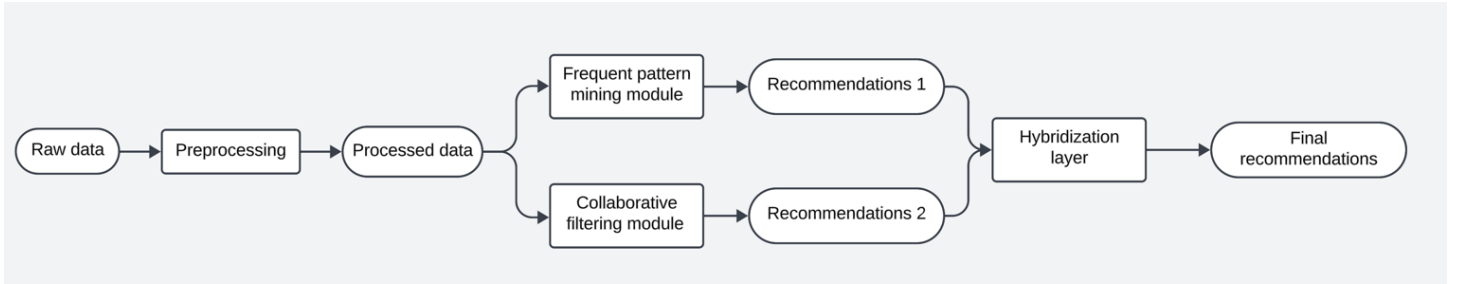 Raw data
Preprocessing
Processed data
Frequent pattern
mining module
Recommendations 1
Collaborative
filtering module
Recommendations 2
Hybridization
layer
Final
recommendations